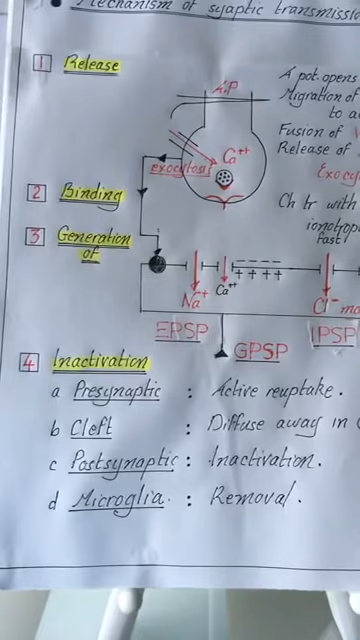 Mechanism of synaptic transmissio
1 Release
A pot. opens
Migration of
to a
Fusion of
Release of
Exocy
AP
Ca++
exocytosis
2 Binding
Ch tr with
ionotrop
fast
3 Generation
of
Na+
Ca++
Cl- ma
EPSP
GPSP
IPSP
4 Inactivation
a Presynaptic : Active reuptake.
b Cleft : Diffuse away in
c Postsynaptic : Inactivation.
d Microglia. : Removal.